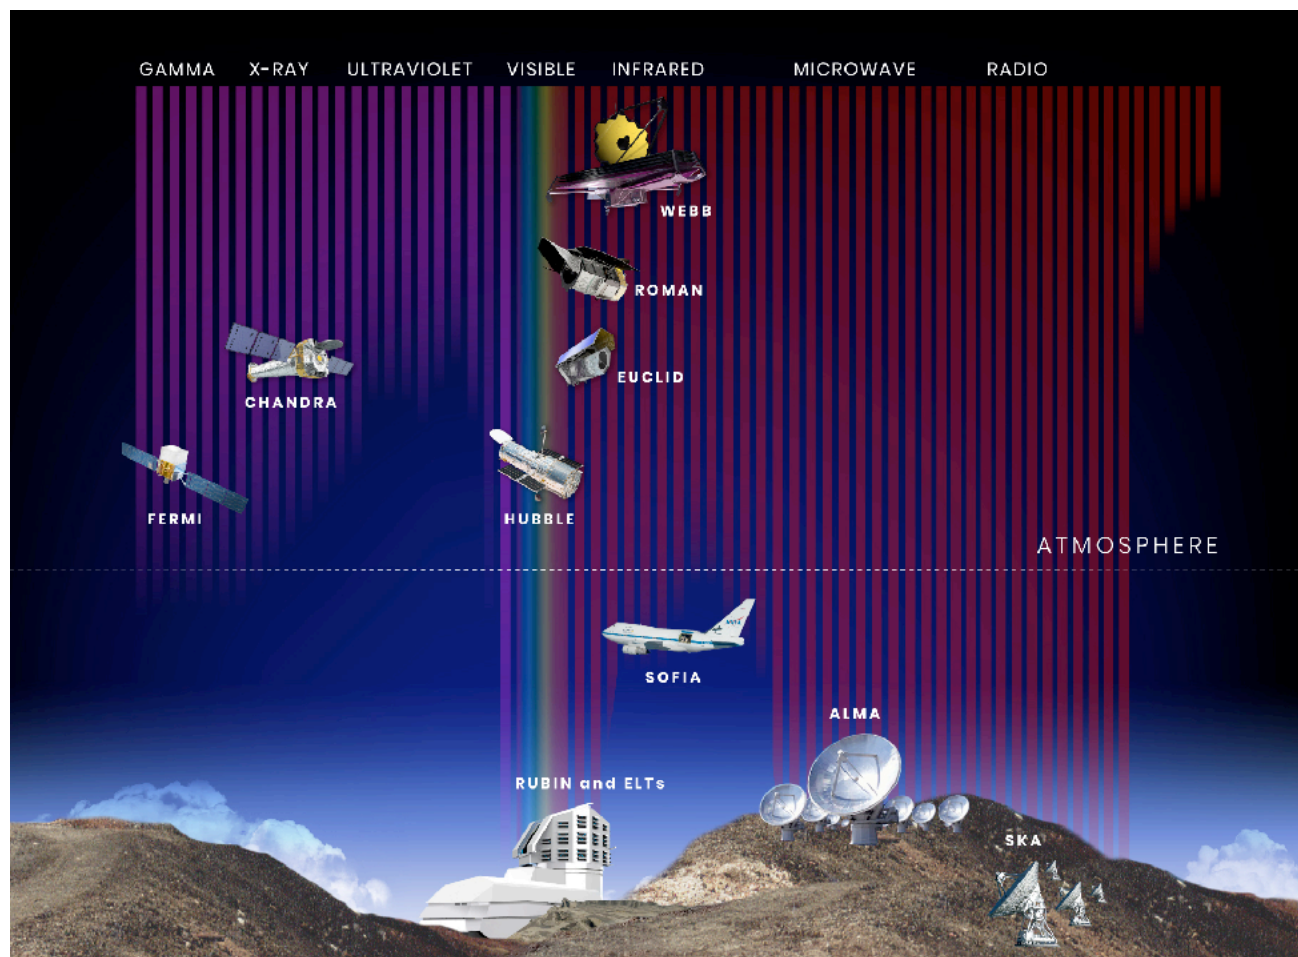 GAMMA X-RAY ULTRAVIOLET VISIBLE INFRARED MICROWAVE RADIO
WEBB
ROMAN
EUCLID
CHANDRA
FERMI
HUBBLE
ATMOSPHERE
SOFIA
ALMA
RUBIN and ELTs
SKA